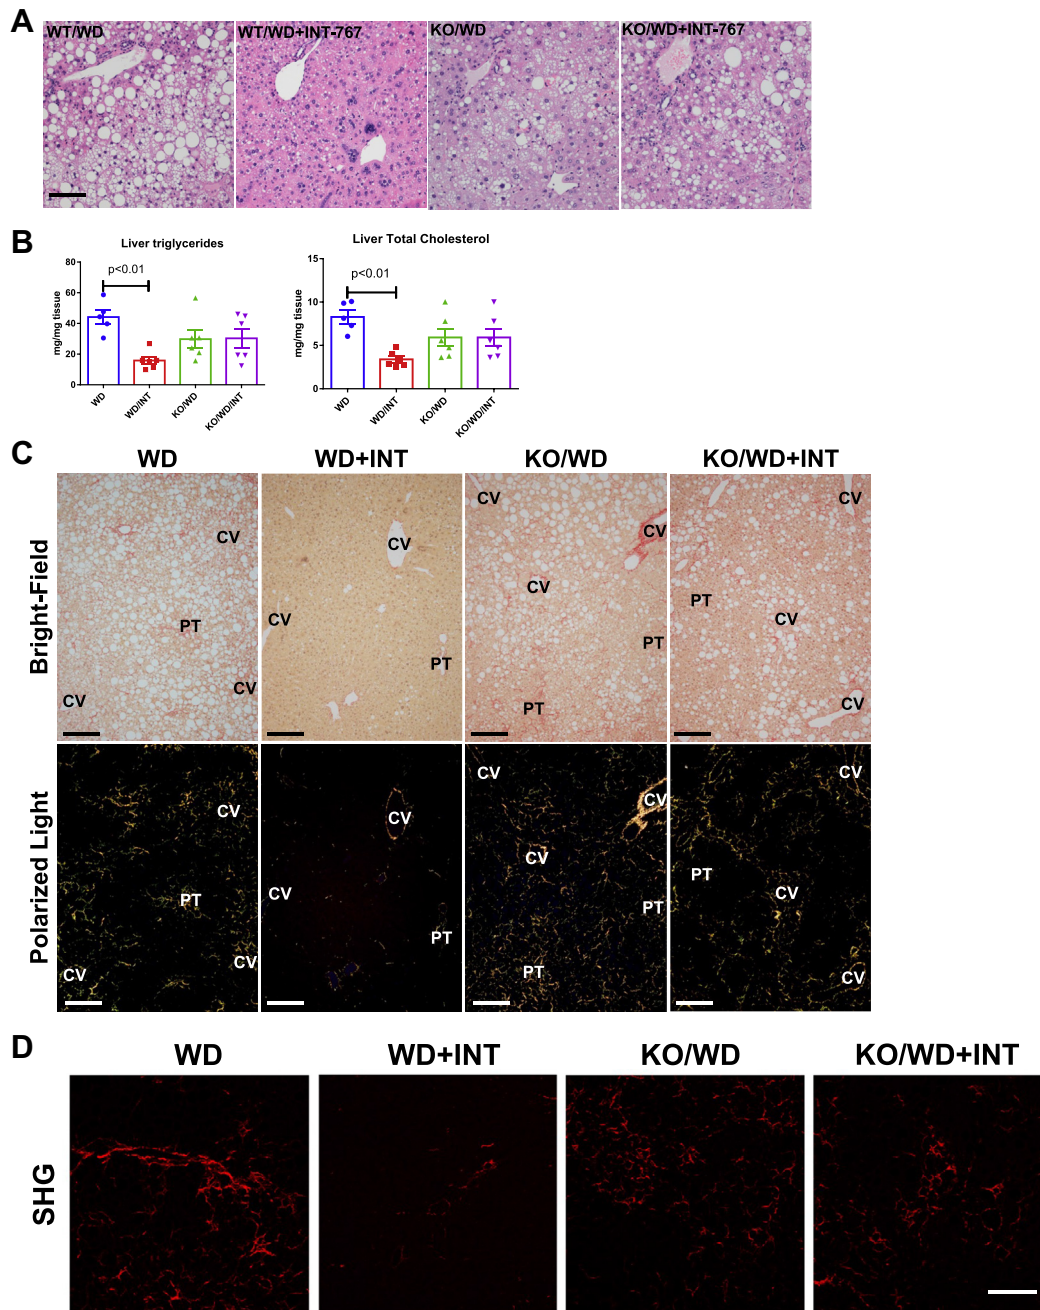 A
WT/WD
WT/WD+INT-767
KO/WD
KO/WD+INT-767
B
Liver triglycerides
mg/mg tissue
80
60
40
20
0
p<0.01
WD
WD/INT
KO/WD
KO/WD/INT
Liver Total Cholesterol
mg/mg tissue
15
10
5
0
p<0.01
WD
WD/INT
KO/WD
KO/WD/INT
C
WD
WD+INT
KO/WD
KO/WD+INT
Bright-Field
CV
PT
CV
CV
CV
CV
PT
CV
CV
CV
PT
PT
CV
CV
PT
CV
CV
Polarized Light
CV
PT
CV
CV
CV
CV
PT
CV
CV
CV
PT
PT
CV
PT
CV
CV
D
WD
WD+INT
KO/WD
KO/WD+INT
SHG